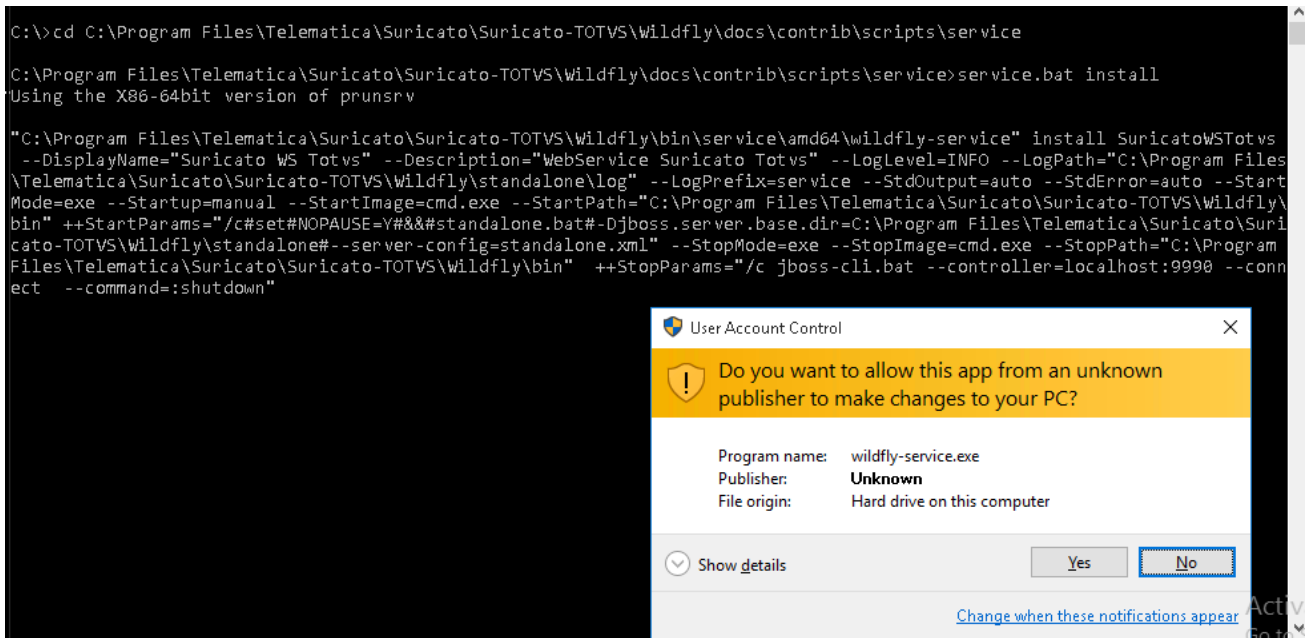 C:\>cd C:\Program Files\Telematica\Suricato\Suricato-TOTVS\Wildfly\docs\contrib\scripts\service
C:\Program Files\Telematica\Suricato\Suricato-TOTVS\Wildfly\docs\contrib\scripts\service>service.bat install
Using the X86-64bit version of prunsrv
"C:\Program Files\Telematica\Suricato\Suricato-TOTVS\Wildfly\bin\service\amd64\wildfly-service" install SuricatoWSTotvs
--DisplayName="Suricato WS Totvs" --Description="WebService Suricato Totvs" --LogLevel=INFO --LogPath="C:\Program Files
\Telematica\Suricato\Suricato-TOTVS\Wildfly\standalone\log" --LogPrefix=service --StdOutput=auto --StdError=auto --Start
Mode=exe --Startup=manual --StartImage=cmd.exe --StartPath="C:\Program Files\Telematica\Suricato\Suricato-TOTVS\Wildfly\
bin" ++StartParams="/c#set#NOPAUSE=Y#&&#standalone.bat#-Djboss.server.base.dir=C:\Program Files\Telematica\Suricato\Suri
cato-TOTVS\Wildfly\standalone#--server-config=standalone.xml" --StopMode=exe --StopImage=cmd.exe --StopPath="C:\Program
Files\Telematica\Suricato\Suricato-TOTVS\Wildfly\bin"  ++StopParams="/c jboss-cli.bat --controller=localhost:9990 --conn
ect  --command=:shutdown"
User Account Control
Do you want to allow this app from an unknown
publisher to make changes to your PC?
Program name: wildfly-service.exe
Publisher: Unknown
File origin: Hard drive on this computer
Show details
Yes
No
Change when these notifications appear
Activ
Go to